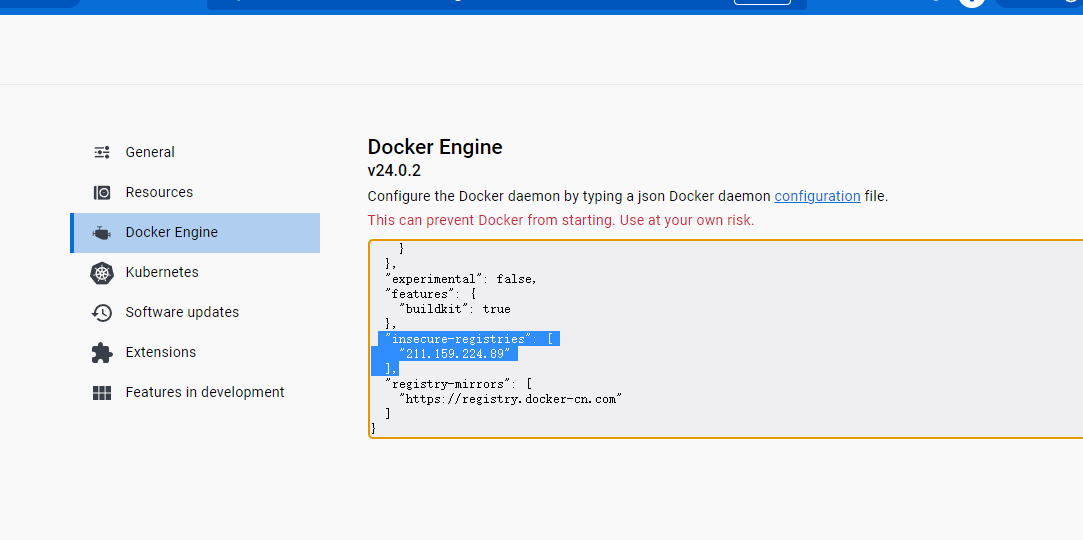 General
Resources
Docker Engine
Kubernetes
Software updates
Extensions
Features in development
Docker Engine
v24.0.2
Configure the Docker daemon by typing a json Docker daemon configuration file.
This can prevent Docker from starting. Use at your own risk.
}
},
"experimental": false,
"features": {
"buildkit": true
},
"insecure-registries": [
"211.159.224.89"
],
"registry-mirrors": [
"https://registry.docker-cn.com"
]
}